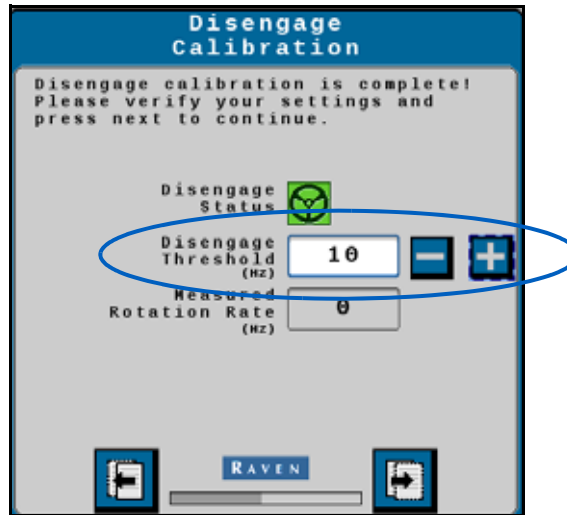 Disengage
Calibration
Disengage calibration is complete!
Please verify your settings and
press next to continue.
Disengage
Status
Disengage
Threshold
(HZ)
10
Measured
Rotation Rate
(HZ)
0
RAVEN